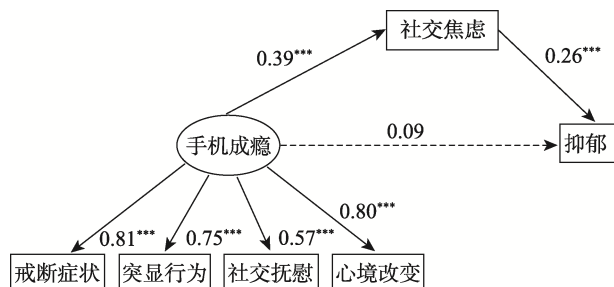 社交焦虑
0.39***
0.26***
手机成瘾
0.09
抑郁
0.81***
0.75***
0.57***
0.80***
戒断症状
突显行为
社交抚慰
心境改变